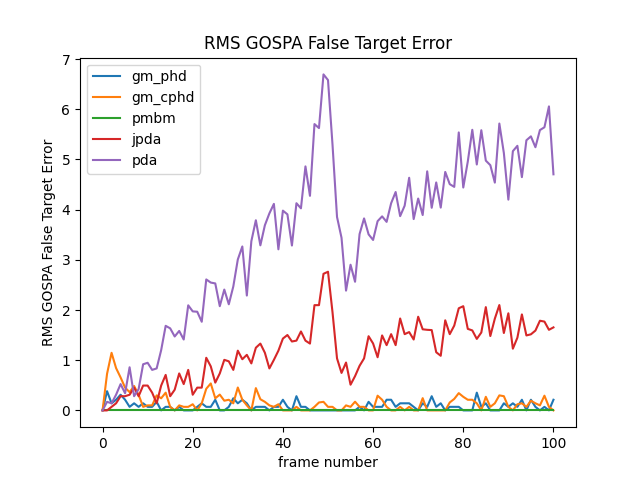 RMS GOSPA False Target Error
gm_phd
gm_cphd
pmbm
jpda
pda
RMS GOSPA False Target Error
7
6
5
4
3
2
1
0
0
20
40
60
80
100
frame number